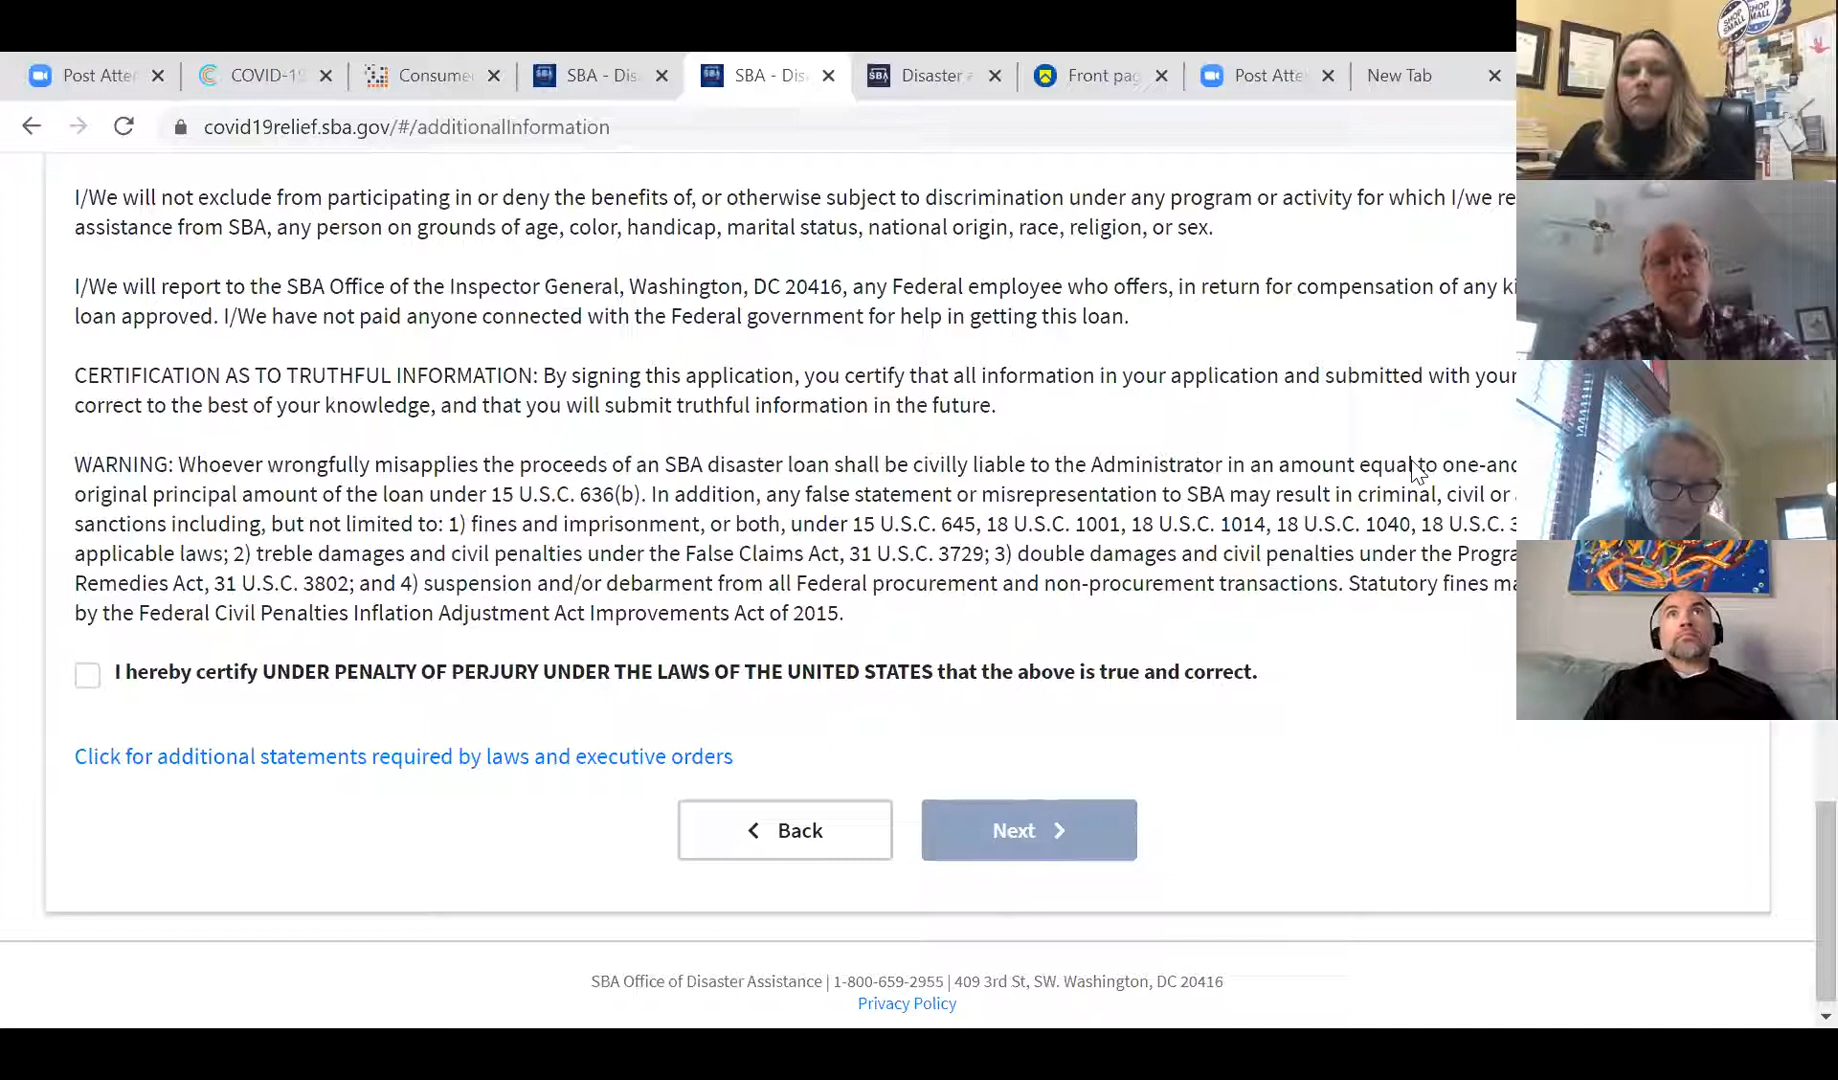 Post Atte
COVID-19
Consume
SBA - Dis
SBA - Dis
Disaster a
Front pag
Post Atte
New Tab
covid19relief.sba.gov/#/additionalInformation
SHOP
SMALL
SHOP
SMALL
I/We will not exclude from participating in or deny the benefits of, or otherwise subject to discrimination under any program or activity for which I/we re
assistance from SBA, any person on grounds of age, color, handicap, marital status, national origin, race, religion, or sex.
I/We will report to the SBA Office of the Inspector General, Washington, DC 20416, any Federal employee who offers, in return for compensation of any ki
loan approved. I/We have not paid anyone connected with the Federal government for help in getting this loan.
CERTIFICATION AS TO TRUTHFUL INFORMATION: By signing this application, you certify that all information in your application and submitted with your
correct to the best of your knowledge, and that you will submit truthful information in the future.
WARNING: Whoever wrongfully misapplies the proceeds of an SBA disaster loan shall be civilly liable to the Administrator in an amount equal to one-and
original principal amount of the loan under 15 U.S.C. 636(b). In addition, any false statement or misrepresentation to SBA may result in criminal, civil or
sanctions including, but not limited to: 1) fines and imprisonment, or both, under 15 U.S.C. 645, 18 U.S.C. 1001, 18 U.S.C. 1014, 18 U.S.C. 1040, 18 U.S.C. 3
applicable laws; 2) treble damages and civil penalties under the False Claims Act, 31 U.S.C. 3729; 3) double damages and civil penalties under the Progra
Remedies Act, 31 U.S.C. 3802; and 4) suspension and/or debarment from all Federal procurement and non-procurement transactions. Statutory fines ma
by the Federal Civil Penalties Inflation Adjustment Act Improvements Act of 2015.
I hereby certify UNDER PENALTY OF PERJURY UNDER THE LAWS OF THE UNITED STATES that the above is true and correct.
Click for additional statements required by laws and executive orders
Back
Next
SBA Office of Disaster Assistance | 1-800-659-2955 | 409 3rd St, SW. Washington, DC 20416
Privacy Policy